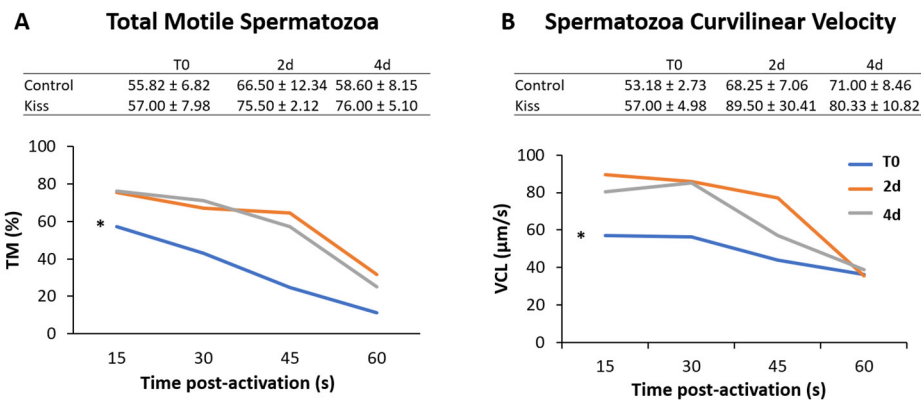 A Total Motile Spermatozoa
T0 2d 4d
Control 55.82 ± 6.82 66.50 ± 12.34 58.60 ± 8.15
Kiss 57.00 ± 7.98 75.50 ± 2.12 76.00 ± 5.10
100
80
60
40
20
0
*
TM (%)
15 30 45 60
Time post-activation (s)
B Spermatozoa Curvilinear Velocity
T0 2d 4d
Control 53.18 ± 2.73 68.25 ± 7.06 71.00 ± 8.46
Kiss 57.00 ± 4.98 89.50 ± 30.41 80.33 ± 10.82
100
80
60
40
20
0
*
VCL (µm/s)
T0
2d
4d
15 30 45 60
Time post-activation (s)